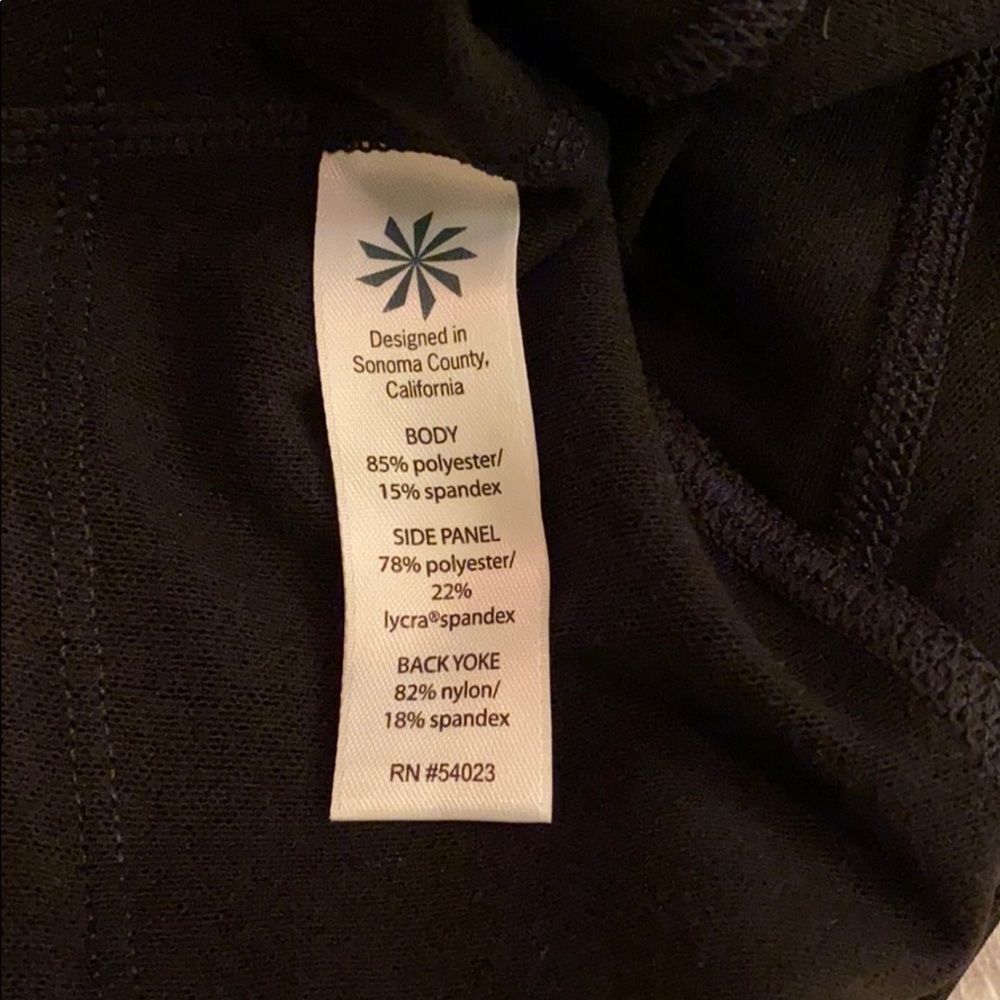 Designed in
Sonoma County,
California
BODY
85% polyester/
15% spandex
SIDE PANEL
78% polyester/
22%
lycra®spandex
BACK YOKE
82% nylon/
18% spandex
RN #54023